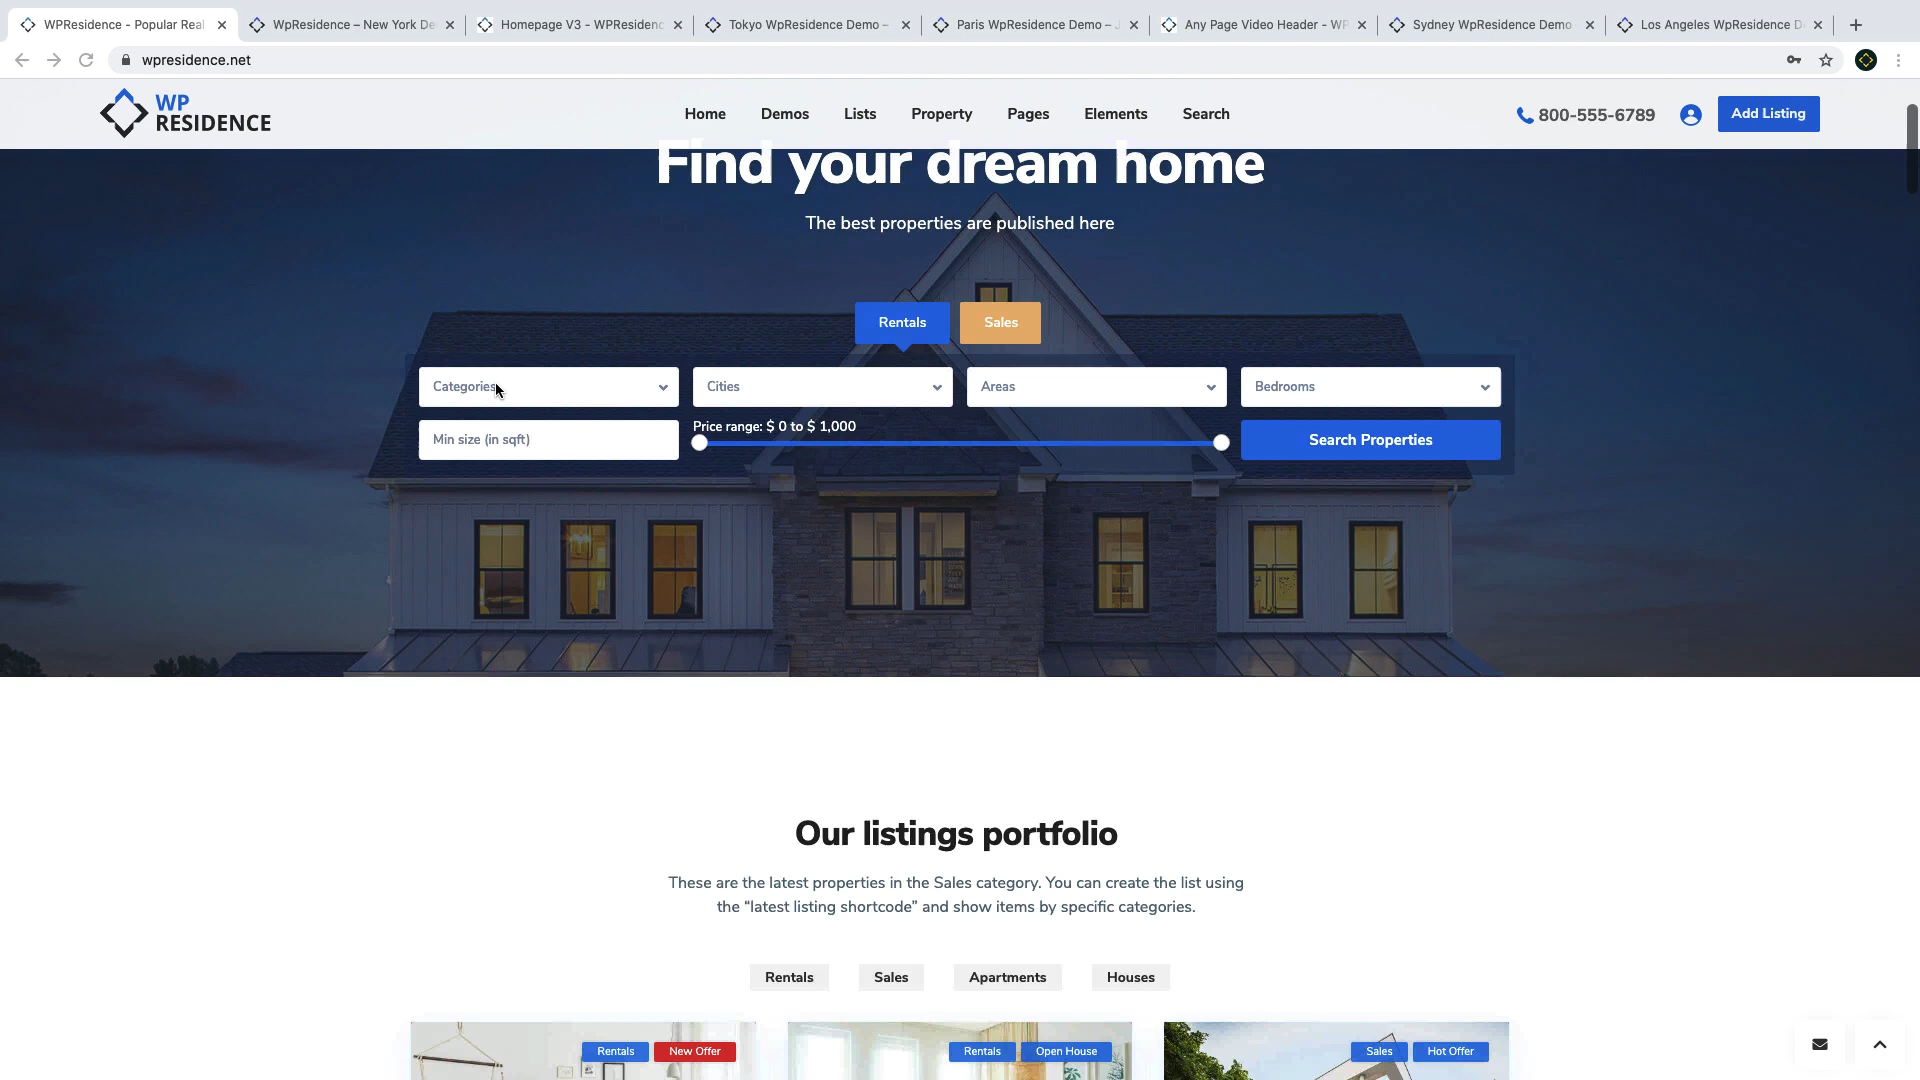 WPResidence - Popular Real
WpResidence – New York De
Homepage V3 - WPResidenc
Tokyo WpResidence Demo –
Paris WpResidence Demo – J
Any Page Video Header - WP
Sydney WpResidence Demo
Los Angeles WpResidence D
wpresidence.net
WP
RESIDENCE
Home
Demos
Lists
Property
Pages
Elements
Search
800-555-6789
Add Listing
Find your dream home
The best properties are published here
Rentals
Sales
Categories
Cities
Areas
Bedrooms
Min size (in sqft)
Price range: $ 0 to $ 1,000
Search Properties
Our listings portfolio
These are the latest properties in the Sales category. You can create the list using
the “latest listing shortcode” and show items by specific categories.
Rentals
Sales
Apartments
Houses
Rentals
New Offer
Rentals
Open House
Sales
Hot Offer